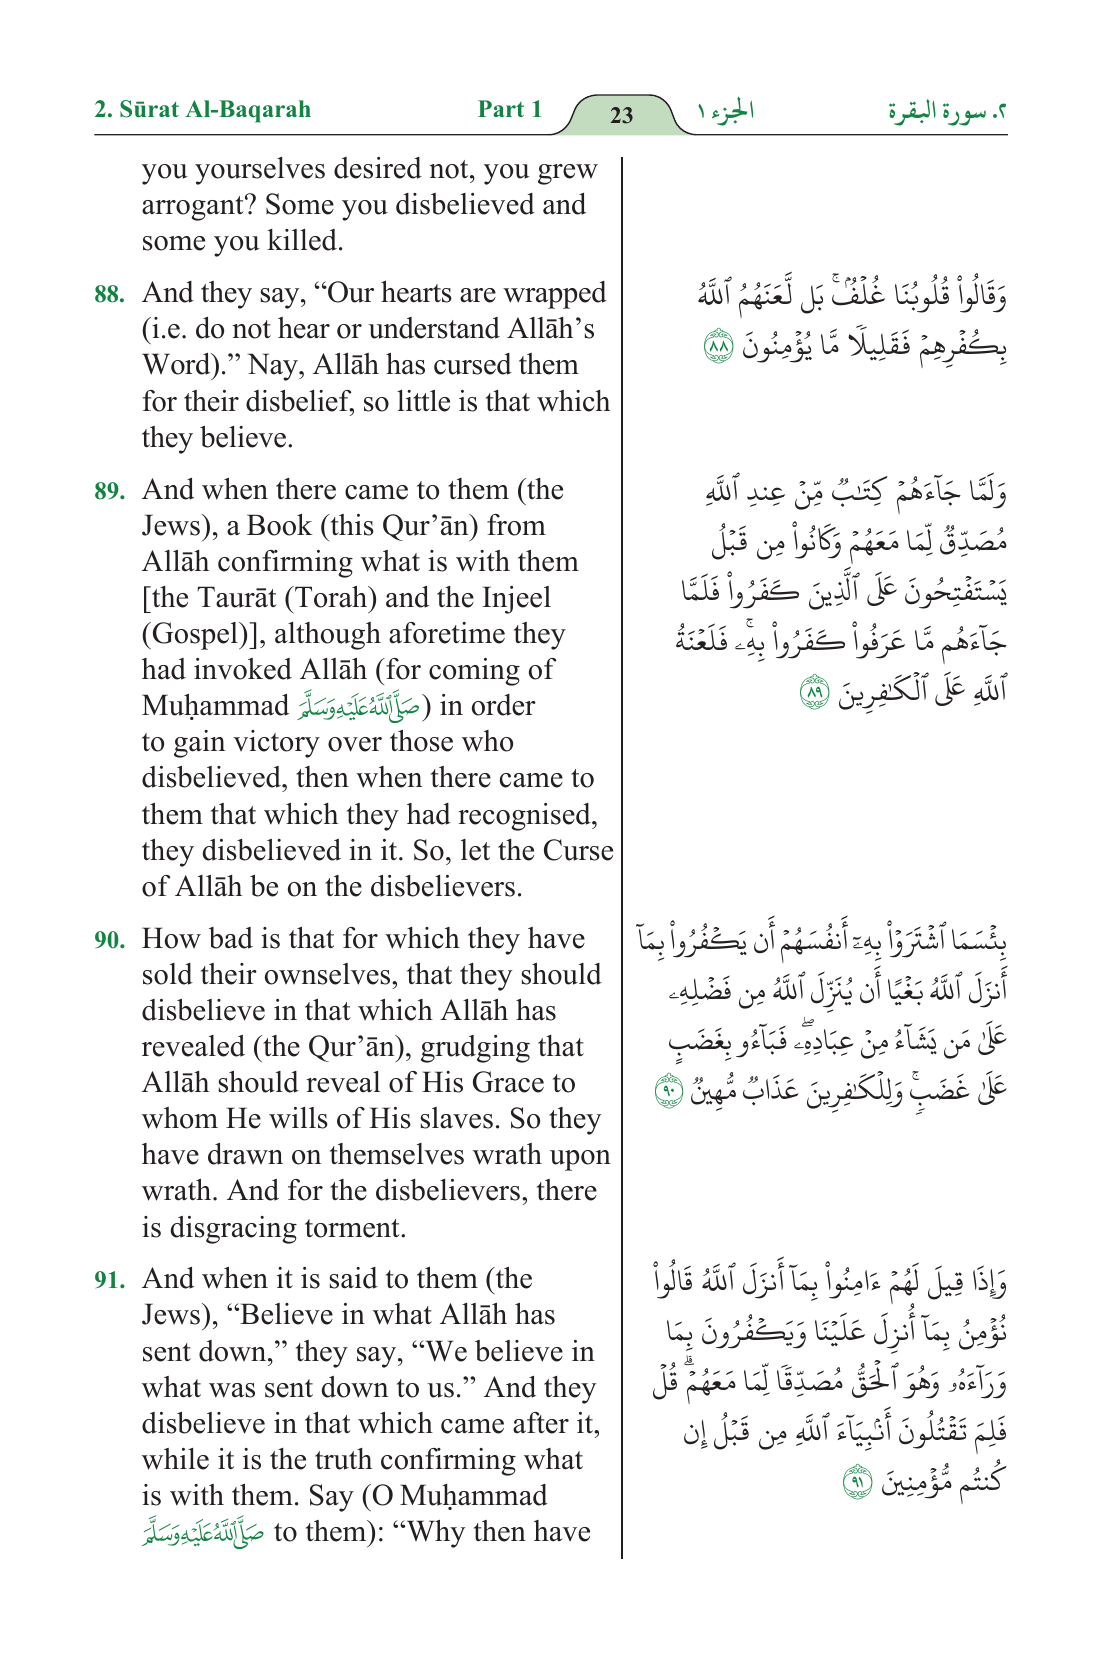 2. Sūrat Al-Baqarah Part 1 23 الجزء ١ ٢. سورة البقرة
you yourselves desired not, you grew
arrogant? Some you disbelieved and
some you killed.
88. And they say, “Our hearts are wrapped
(i.e. do not hear or understand Allāh’s
Word).” Nay, Allāh has cursed them
for their disbelief, so little is that which
they believe.
وَقَالُوا۟ قُلُوبُنَا غُلْفٌۢ ۚ بَل لَّعَنَهُمُ ٱللَّهُ
بِكُفْرِهِمْ فَقَلِيلًا مَّا يُؤْمِنُونَ ٨٨
89. And when there came to them (the
Jews), a Book (this Qur’ān) from
Allāh confirming what is with them
[the Taurāt (Torah) and the Injeel
(Gospel)], although aforetime they
had invoked Allāh (for coming of
Muḥammad صَلَّى ٱللَّهُ عَلَيْهِ وَسَلَّمَ) in order
to gain victory over those who
disbelieved, then when there came to
them that which they had recognised,
they disbelieved in it. So, let the Curse
of Allāh be on the disbelievers.
وَلَمَّا جَآءَهُمْ كِتَـٰبٌ مِّنْ عِندِ ٱللَّهِ
مُصَدِّقٌ لِّمَا مَعَهُمْ وَكَانُوا۟ مِن قَبْلُ
يَسْتَفْتِحُونَ عَلَى ٱلَّذِينَ كَفَرُوا۟ فَلَمَّا
جَآءَهُم مَّا عَرَفُوا۟ كَفَرُوا۟ بِهِۦ ۚ فَلَعْنَةُ
ٱللَّهِ عَلَى ٱلْكَـٰفِرِينَ ٨٩
90. How bad is that for which they have
sold their ownselves, that they should
disbelieve in that which Allāh has
revealed (the Qur’ān), grudging that
Allāh should reveal of His Grace to
whom He wills of His slaves. So they
have drawn on themselves wrath upon
wrath. And for the disbelievers, there
is disgracing torment.
بِئْسَمَا ٱشْتَرَوْا۟ بِهِۦٓ أَنفُسَهُمْ أَن يَكْفُرُوا۟ بِمَآ
أَنزَلَ ٱللَّهُ بَغْيًا أَن يُنَزِّلَ ٱللَّهُ مِن فَضْلِهِۦ
عَلَىٰ مَن يَشَآءُ مِنْ عِبَادِهِۦ ۖ فَبَآءُو بِغَضَبٍ
عَلَىٰ غَضَبٍ ۚ وَلِلْكَـٰفِرِينَ عَذَابٌ مُّهِينٌ ٩٠
91. And when it is said to them (the
Jews), “Believe in what Allāh has
sent down,” they say, “We believe in
what was sent down to us.” And they
disbelieve in that which came after it,
while it is the truth confirming what
is with them. Say (O Muḥammad
صَلَّى ٱللَّهُ عَلَيْهِ وَسَلَّمَ to them): “Why then have
وَإِذَا قِيلَ لَهُمْ ءَامِنُوا۟ بِمَآ أَنزَلَ ٱللَّهُ قَالُوا۟
نُؤْمِنُ بِمَآ أُنزِلَ عَلَيْنَا وَيَكْفُرُونَ بِمَا
وَرَآءَهُۥ وَهُوَ ٱلْحَقُّ مُصَدِّقًا لِّمَا مَعَهُمْ ۗ قُلْ
فَلِمَ تَقْتُلُونَ أَنۢبِيَآءَ ٱللَّهِ مِن قَبْلُ إِن
كُنتُم مُّؤْمِنِينَ ٩١